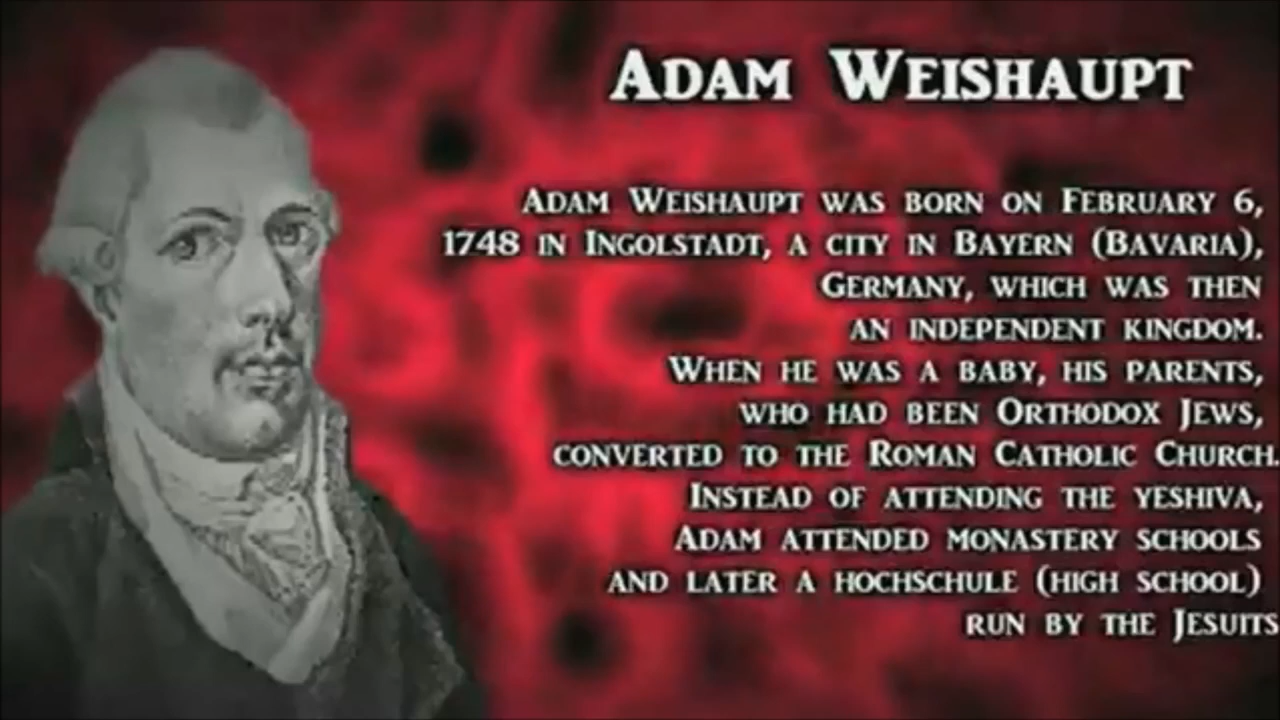 ADAM WEISHAUPT
ADAM WEISHAUPT WAS BORN ON FEBRUARY 6,
1748 IN INGOLSTADT, A CITY IN BAYERN (BAVARIA),
GERMANY, WHICH WAS THEN
AN INDEPENDENT KINGDOM.
WHEN HE WAS A BABY, HIS PARENTS,
WHO HAD BEEN ORTHODOX JEWS,
CONVERTED TO THE ROMAN CATHOLIC CHURCH.
INSTEAD OF ATTENDING THE YESHIVA,
ADAM ATTENDED MONASTERY SCHOOLS
AND LATER A HOCHSCHULE (HIGH SCHOOL)
RUN BY THE JESUITS